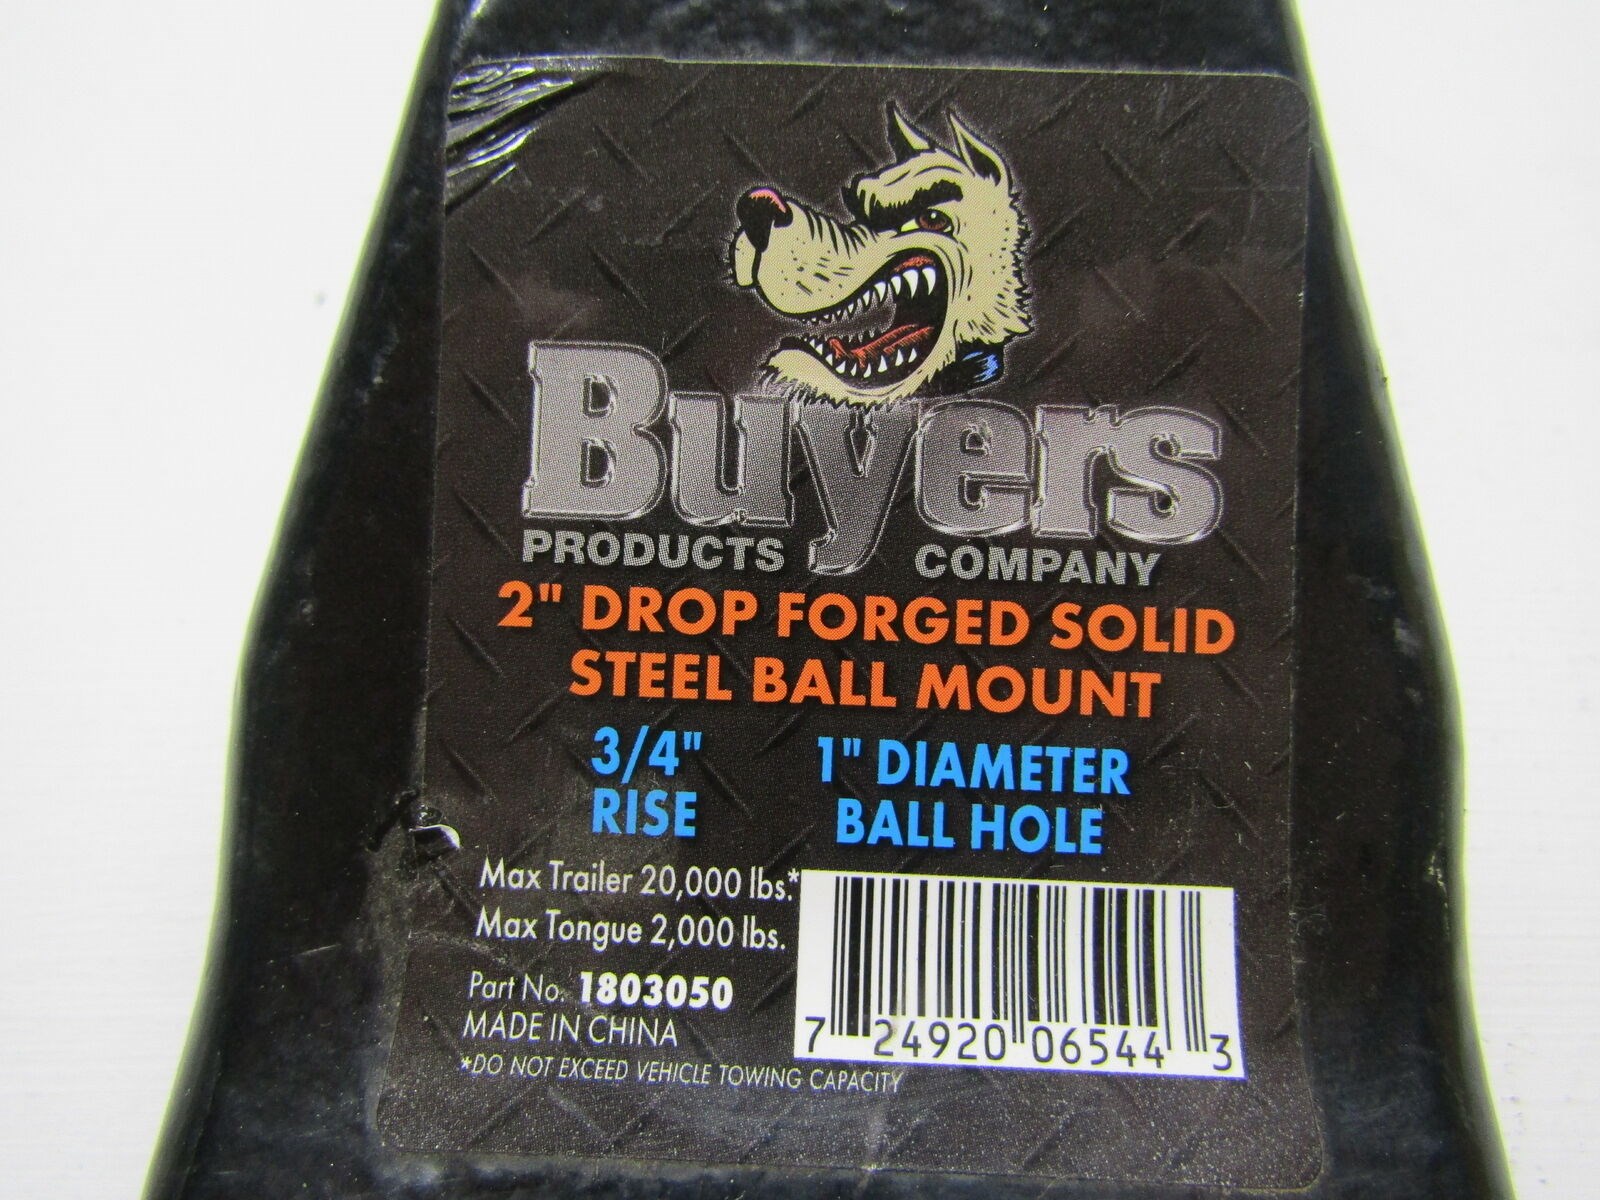 Buyers
PRODUCTS COMPANY
2" DROP FORGED SOLID
STEEL BALL MOUNT
3/4" RISE
1" DIAMETER BALL HOLE
Max Trailer 20,000 lbs.*
Max Tongue 2,000 lbs.
Part No. 1803050
MADE IN CHINA
*DO NOT EXCEED VEHICLE TOWING CAPACITY
7 24920 06544 3